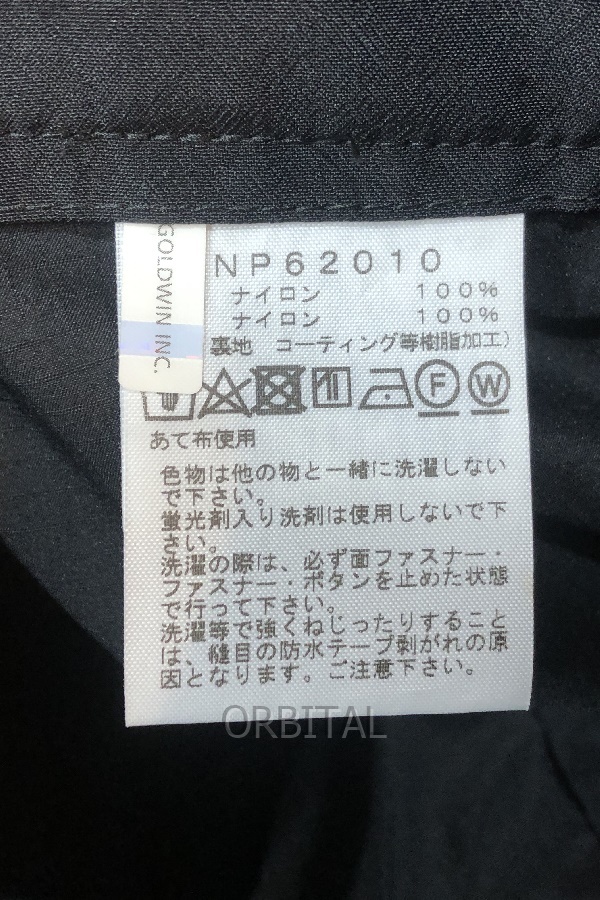 GOLDWIN INC.
NP62010
ナイロン 100%
ナイロン 100%
裏地 コーティング等樹脂加工)
F W
あて布使用
色物は他の物と一緒に洗濯しない
で下さい。
蛍光剤入り洗剤は使用しないで下
さい。
洗濯の際は、必ず面ファスナー・
ファスナー・ボタンを止めた状態
で行って下さい。
洗濯等で強くねじったりすること
は、縫目の防水テープ剥がれの原
因となります。ご注意下さい。
ORBITAL